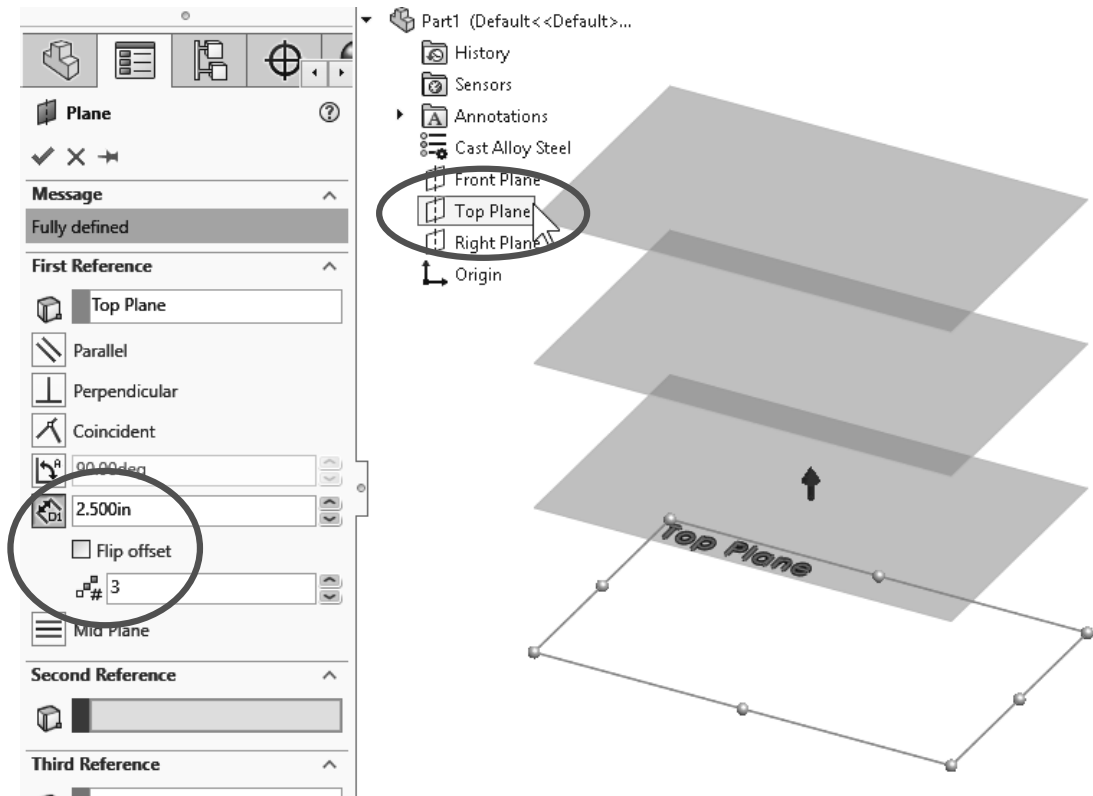 Part1 (Default<<Default>...
History
Sensors
Annotations
Cast Alloy Steel
Front Plane
Top Plane
Right Plane
Origin
Plane
Message
Fully defined
First Reference
Top Plane
Parallel
Perpendicular
Coincident
90.00deg
2.500in
Flip offset
3
Mid Plane
Second Reference
Third Reference
Top Plane